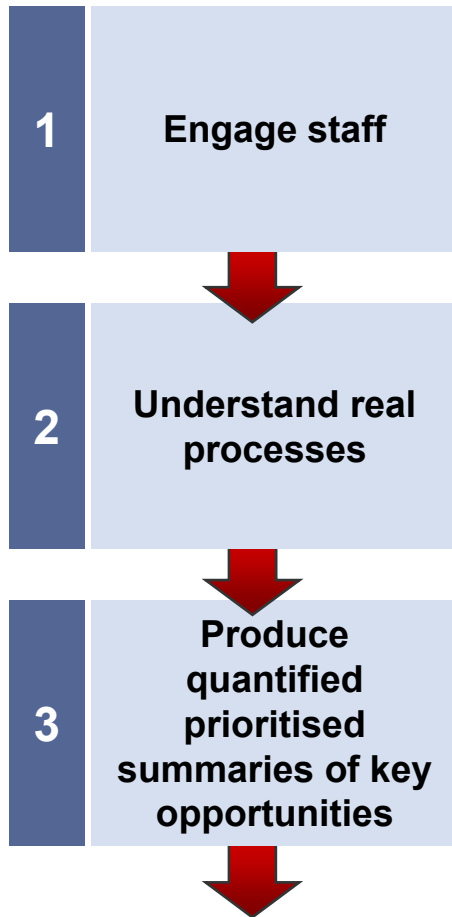 1
Engage staff
2
Understand real
processes
3
Produce
quantified
prioritised
summaries of key
opportunities